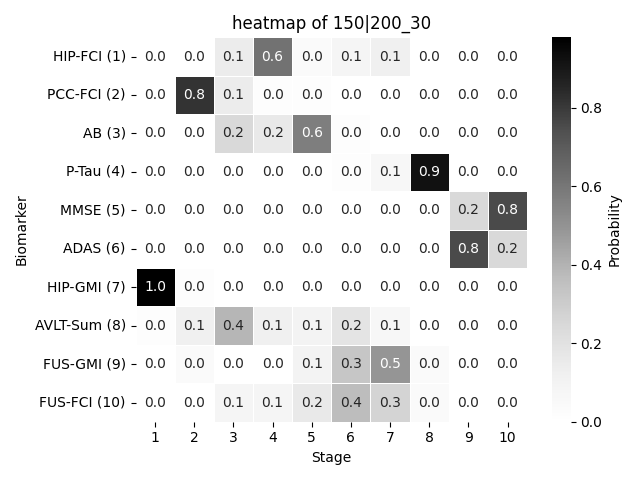 heatmap of 150|200_30
HIP-FCI (1) 0.0 0.0 0.1 0.6 0.0 0.1 0.1 0.0 0.0 0.0
PCC-FCI (2) 0.0 0.8 0.1 0.0 0.0 0.0 0.0 0.0 0.0 0.0
AB (3) 0.0 0.0 0.2 0.2 0.6 0.0 0.0 0.0 0.0 0.0
P-Tau (4) 0.0 0.0 0.0 0.0 0.0 0.0 0.1 0.9 0.0 0.0
MMSE (5) 0.0 0.0 0.0 0.0 0.0 0.0 0.0 0.0 0.2 0.8
ADAS (6) 0.0 0.0 0.0 0.0 0.0 0.0 0.0 0.0 0.8 0.2
HIP-GMI (7) 1.0 0.0 0.0 0.0 0.0 0.0 0.0 0.0 0.0 0.0
AVLT-Sum (8) 0.0 0.1 0.4 0.1 0.1 0.2 0.1 0.0 0.0 0.0
FUS-GMI (9) 0.0 0.0 0.0 0.0 0.1 0.3 0.5 0.0 0.0 0.0
FUS-FCI (10) 0.0 0.0 0.1 0.1 0.2 0.4 0.3 0.0 0.0 0.0
1 2 3 4 5 6 7 8 9 10
Stage
Biomarker
0.8
0.6
0.4
0.2
0.0
Probability